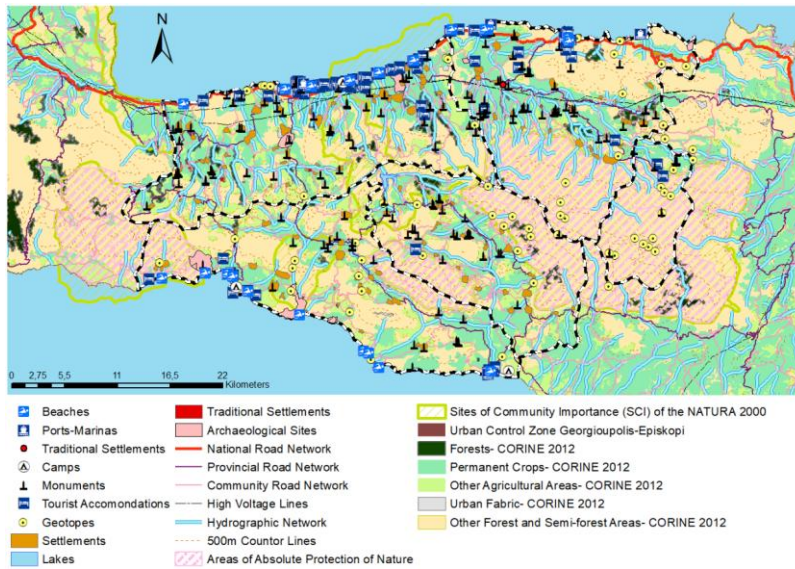 N
0 2,75 5,5 11 16,5 22
Kilometers
Beaches
Ports-Marinas
Traditional Settlements
Camps
Monuments
Tourist Accomondations
Geotopes
Settlements
Lakes
Traditional Settlements
Archaeological Sites
National Road Network
Provincial Road Network
Community Road Network
High Voltage Lines
Hydrographic Network
500m Countor Lines
Areas of Absolute Protection of Nature
Sites of Community Importance (SCI) of the NATURA 2000
Urban Control Zone Georgioupolis-Episkopi
Forests- CORINE 2012
Permanent Crops- CORINE 2012
Other Agricultural Areas- CORINE 2012
Urban Fabric- CORINE 2012
Other Forest and Semi-forest Areas- CORINE 2012